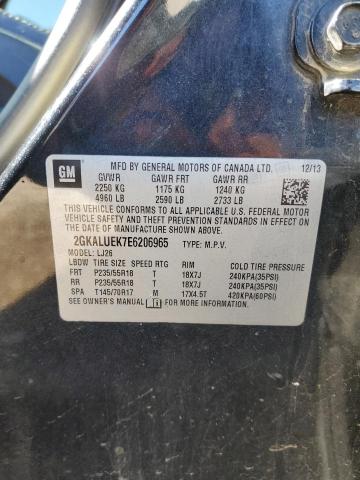 GM
MFD BY GENERAL MOTORS OF CANADA LTD. 12/13
GVWR GAWR FRT GAWR RR
2250 KG 1175 KG 1240 KG
4960 LB 2590 LB 2733 LB
THIS VEHICLE CONFORMS TO ALL APPLICABLE U.S. FEDERAL MOTOR
VEHICLE SAFETY AND THEFT PREVENTION STANDARDS IN EFFECT ON
THE DATE OF MANUFACTURE SHOWN ABOVE.
2GKALUEK7E6206965 TYPE: M.P.V.
MODEL: LJ26
LBDW TIRE SIZE SPEED RTG RIM COLD TIRE PRESSURE
FRT P235/55R18 T 18X7J 240KPA(35PSI)
RR P235/55R18 T 18X7J 240KPA(35PSI)
SPA T145/70R17 M 17X4.5T 420KPA(60PSI)
SEE OWNER'S MANUAL FOR MORE INFORMATION.